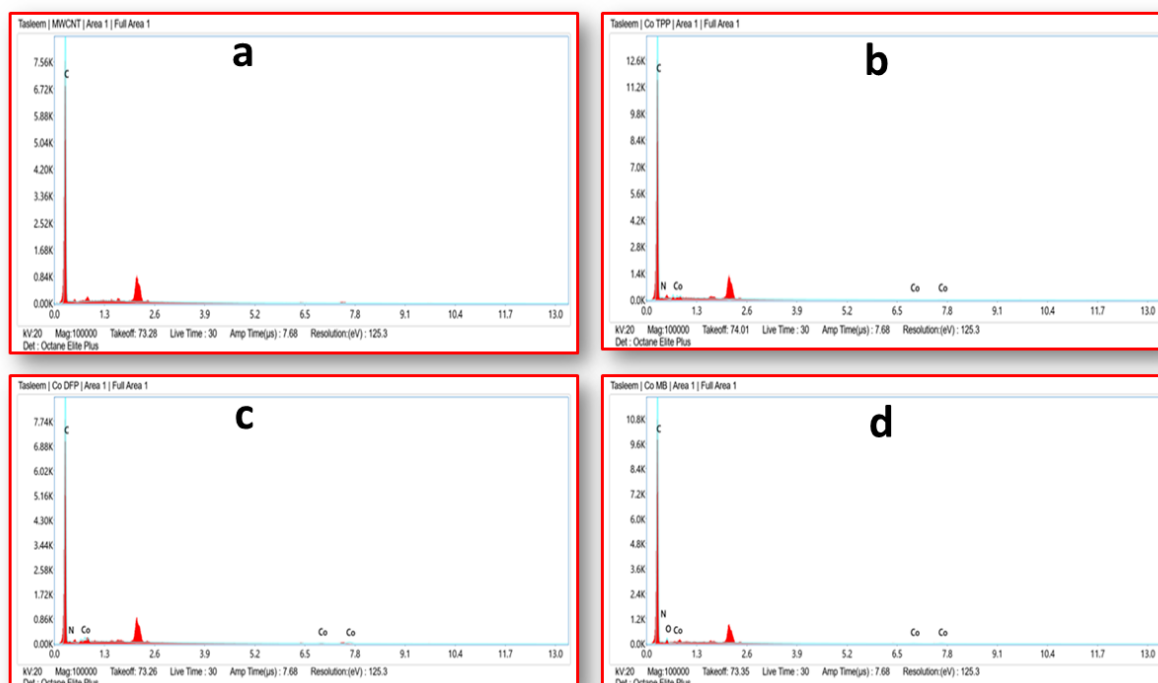 Tasleem | MWCNT | Area 1 | Full Area 1
a
7.56K
C
6.72K
5.88K
5.04K
4.20K
3.36K
2.52K
1.68K
0.84K
0.00K
0.0 1.3 2.6 3.9 5.2 6.5 7.8 9.1 10.4 11.7 13.0
kV:20 Mag:100000 Takeoff: 73.28 Live Time : 30 Amp Time(µs) : 7.68 Resolution:(eV) : 125.3
Det : Octane Elite Plus
Tasleem | Co TPP | Area 1 | Full Area 1
b
12.6K
C
11.2K
9.8K
8.4K
7.0K
5.6K
4.2K
2.8K
1.4K
N Co Co Co
0.0K
0.0 1.3 2.6 3.9 5.2 6.5 7.8 9.1 10.4 11.7 13.0
kV:20 Mag:100000 Takeoff: 74.01 Live Time : 30 Amp Time(µs) : 7.68 Resolution:(eV) : 125.3
Det : Octane Elite Plus
Tasleem | Co DFP | Area 1 | Full Area 1
c
7.74K
C
6.88K
6.02K
5.16K
4.30K
3.44K
2.58K
1.72K
0.86K
N Co Co Co
0.00K
0.0 1.3 2.6 3.9 5.2 6.5 7.8 9.1 10.4 11.7 13.0
kV:20 Mag:100000 Takeoff: 73.26 Live Time : 30 Amp Time(µs) : 7.68 Resolution:(eV) : 125.3
Det : Octane Elite Plus
Tasleem | Co MB | Area 1 | Full Area 1
d
10.8K
C
9.6K
8.4K
7.2K
6.0K
4.8K
3.6K
2.4K
N
1.2K
O Co Co Co
0.0K
0.0 1.3 2.6 3.9 5.2 6.5 7.8 9.1 10.4 11.7 13.0
kV:20 Mag:100000 Takeoff: 73.35 Live Time : 30 Amp Time(µs) : 7.68 Resolution:(eV) : 125.3
Det : Octane Elite Plus